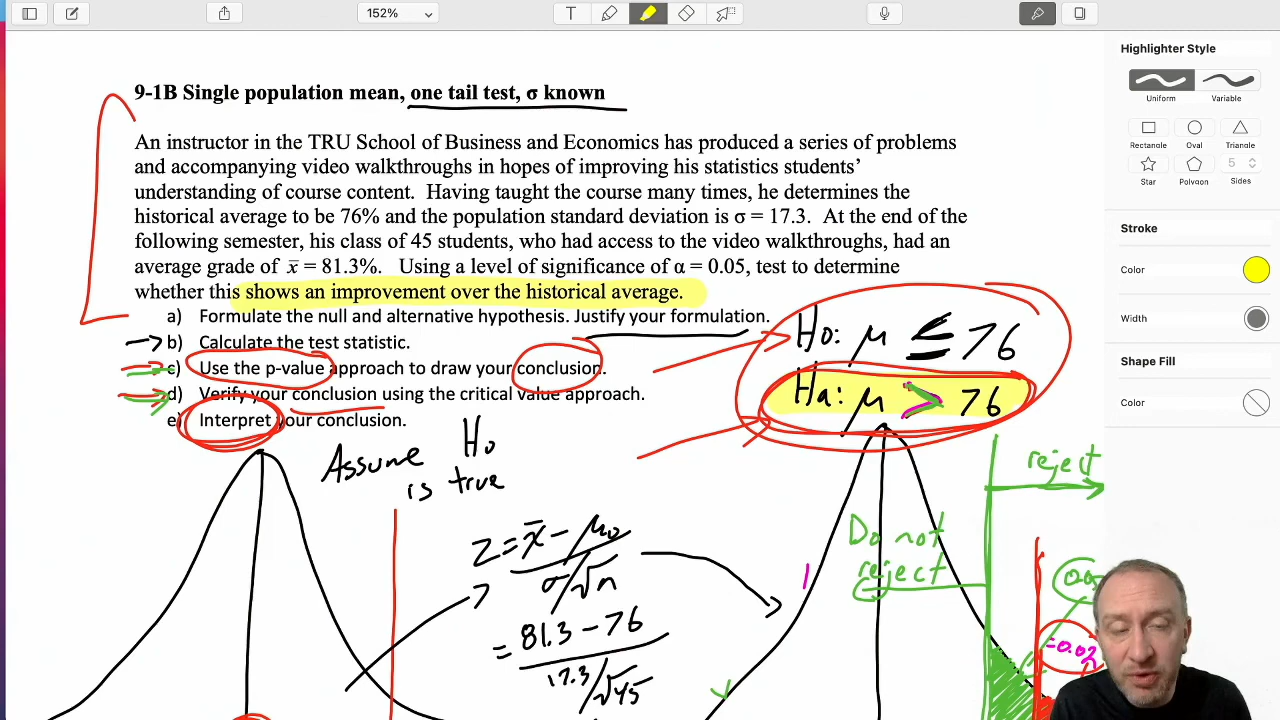 152%
T
Highlighter Style
Uniform
Variable
Rectangle
Oval
Triangle
5
Star
Polygon
Sides
Stroke
Color
Width
Shape Fill
Color
9-1B Single population mean, one tail test, σ known
An instructor in the TRU School of Business and Economics has produced a series of problems
and accompanying video walkthroughs in hopes of improving his statistics students’
understanding of course content. Having taught the course many times, he determines the
historical average to be 76% and the population standard deviation is σ = 17.3. At the end of the
following semester, his class of 45 students, who had access to the video walkthroughs, had an
average grade of x̄ = 81.3%. Using a level of significance of α = 0.05, test to determine
whether this shows an improvement over the historical average.
a) Formulate the null and alternative hypothesis. Justify your formulation.
b) Calculate the test statistic.
c) Use the p-value approach to draw your conclusion.
d) Verify your conclusion using the critical value approach.
e) Interpret your conclusion.
Ho: μ ≤ 76
Ha: μ > 76
Assume Ho
is true
z = x̄ - μ0
σ/√n
= 81.3 - 76
17.3/√45
reject
Do not
reject